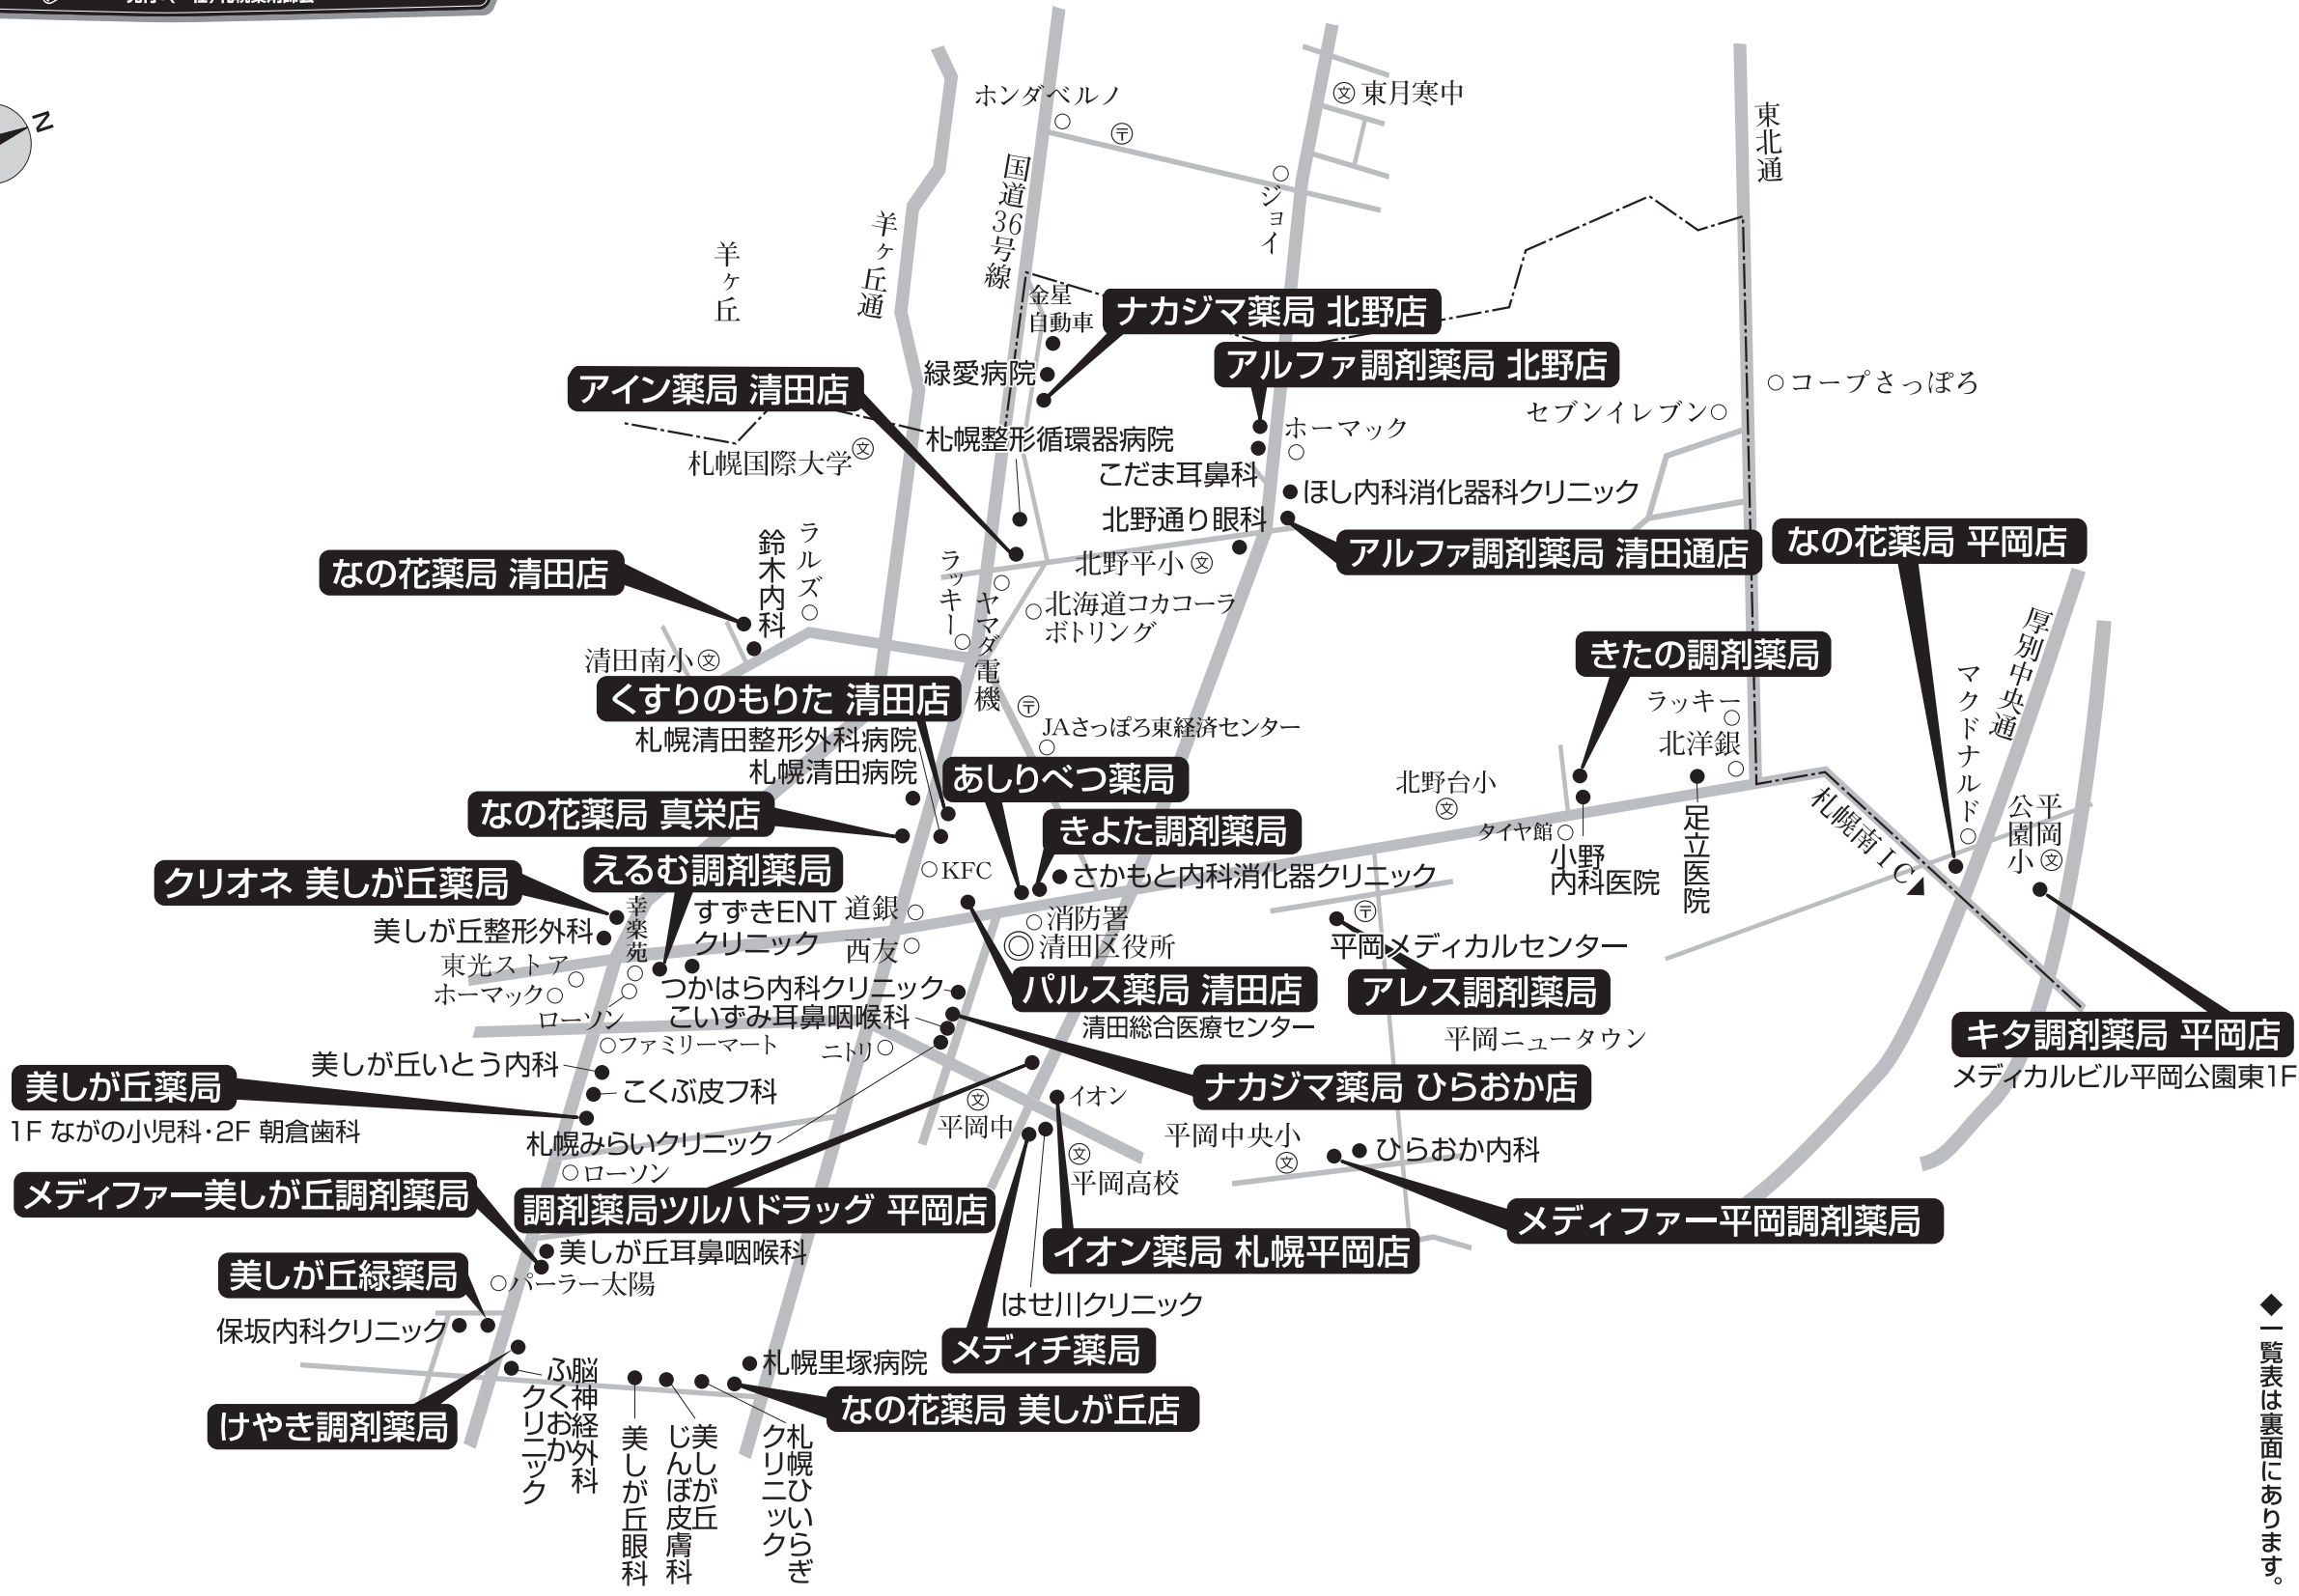 N
ホンダベルノ
東月寒中
東北通
国道36号線
ジョイ
羊ヶ丘通
羊ヶ丘
金星
自動車
ナカジマ薬局 北野店
アルファ調剤薬局 北野店
緑愛病院
アイン薬局 清田店
コープさっぽろ
セブンイレブン
ホーマック
札幌整形循環器病院
札幌国際大学
こだま耳鼻科
ほし内科消化器科クリニック
北野通り眼科
アルファ調剤薬局 清田通店
なの花薬局 平岡店
なの花薬局 清田店
鈴木内科
ラルズ
ラッキー
ヤマダ電機
北野平小
北海道コカコーラ
ボトリング
清田南小
きたの調剤薬局
厚別中央通
マクドナルド
くすりのもりた 清田店
JAさっぽろ東経済センター
ラッキー
北洋銀
札幌清田整形外科病院
札幌清田病院
あしりべつ薬局
北野台小
札幌南IC
平岡
公園小
なの花薬局 真栄店
きよた調剤薬局
タイヤ館
小野
内科医院
足立医院
えるむ調剤薬局
KFC
さかもと内科消化器クリニック
クリオネ 美しが丘薬局
幸楽苑
すずきENT
クリニック
道銀
消防署
美しが丘整形外科
西友
清田区役所
平岡メディカルセンター
東光ストア
ホーマック
つかはら内科クリニック
パルス薬局 清田店
アレス調剤薬局
ローソン
こいずみ耳鼻咽喉科
清田総合医療センター
平岡ニュータウン
キタ調剤薬局 平岡店
メディカルビル平岡公園東1F
ファミリーマート
ニトリ
美しが丘いとう内科
美しが丘薬局
こくぶ皮フ科
ナカジマ薬局 ひらおか店
イオン
1F ながの小児科・2F 朝倉歯科
平岡中
札幌みらいクリニック
平岡中央小
ひらおか内科
ローソン
平岡高校
メディファー美しが丘調剤薬局
調剤薬局ツルハドラッグ 平岡店
メディファー平岡調剤薬局
美しが丘耳鼻咽喉科
イオン薬局 札幌平岡店
美しが丘緑薬局
パーラー太陽
はせ川クリニック
保坂内科クリニック
メディチ薬局
札幌里塚病院
なの花薬局 美しが丘店
けやき調剤薬局
脳神経外科
ふくおか
クリニック
美しが丘眼科
美しが丘
じんぼ皮膚科
札幌ひいらぎ
クリニック
◆一覧表は裏面にあります。